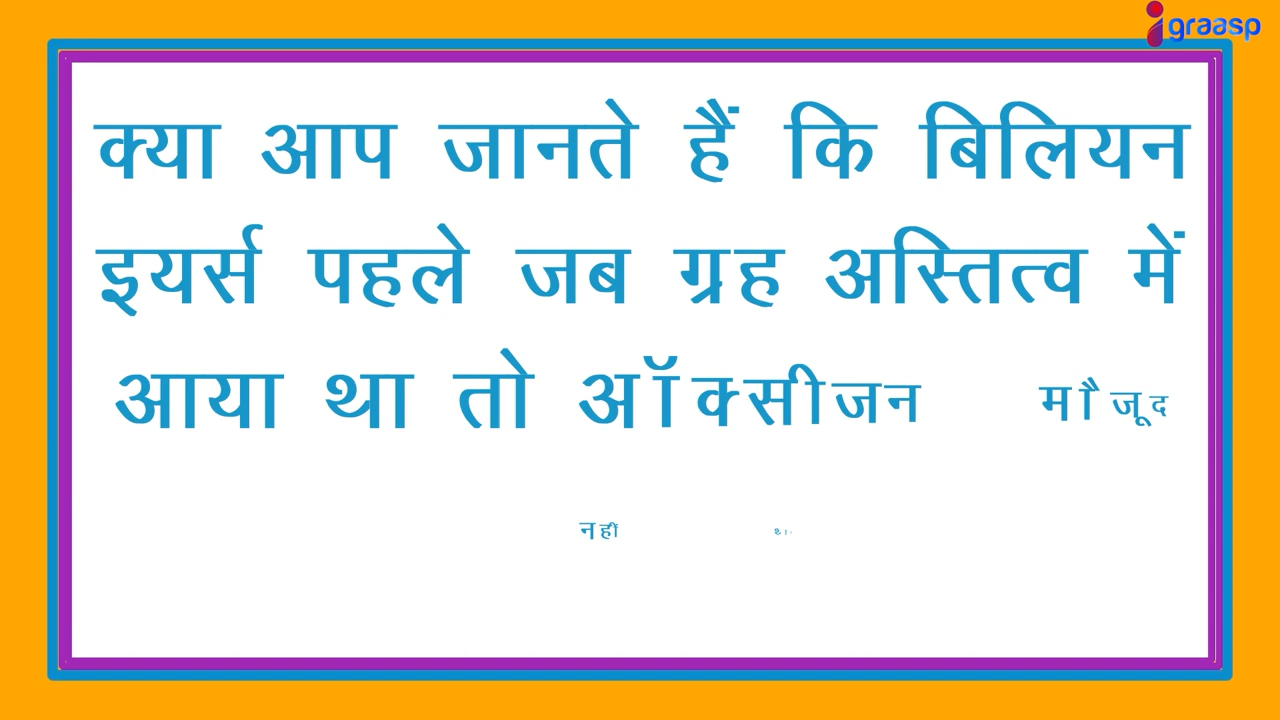 igraasp
क्या आप जानते हैं कि बिलियन
इयर्स पहले जब ग्रह अस्तित्व में
आया था तो ऑक्सीजन मौजूद
नहीं था